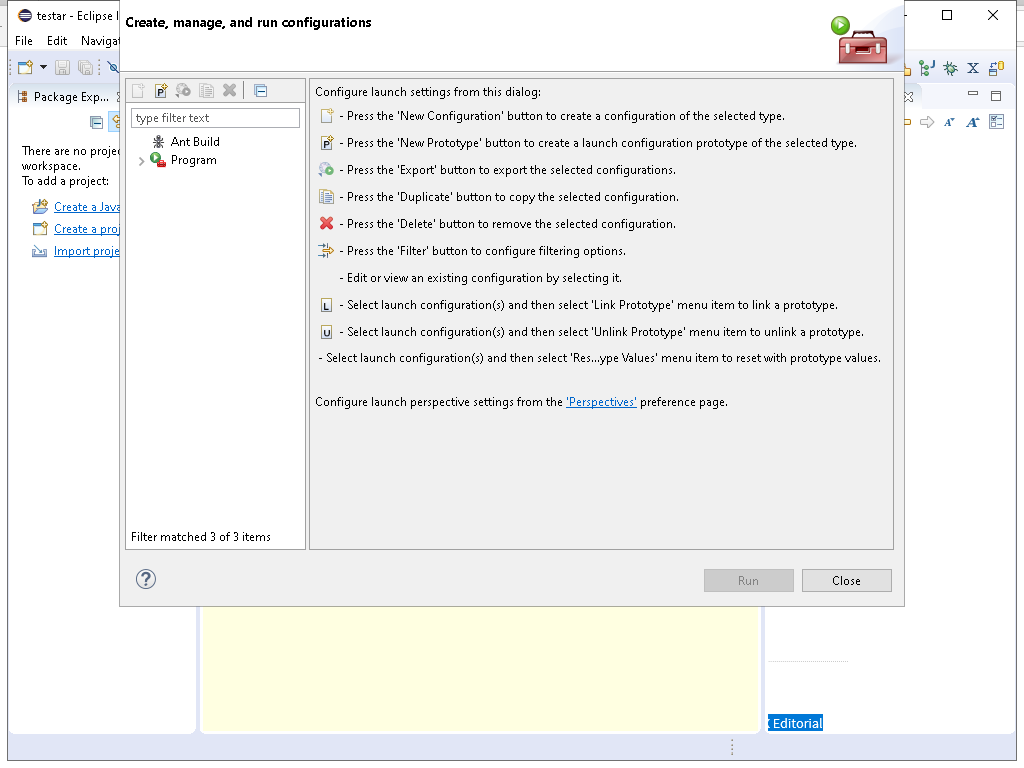 testar - Eclipse I
Create, manage, and run configurations
File Edit Navigat
Package Exp...
There are no proje
workspace.
To add a project:
Create a Java
Create a proj
Import proje
type filter text
Ant Build
Program
Filter matched 3 of 3 items
Configure launch settings from this dialog:
- Press the 'New Configuration' button to create a configuration of the selected type.
- Press the 'New Prototype' button to create a launch configuration prototype of the selected type.
- Press the 'Export' button to export the selected configurations.
- Press the 'Duplicate' button to copy the selected configuration.
- Press the 'Delete' button to remove the selected configuration.
- Press the 'Filter' button to configure filtering options.
- Edit or view an existing configuration by selecting it.
L - Select launch configuration(s) and then select 'Link Prototype' menu item to link a prototype.
U - Select launch configuration(s) and then select 'Unlink Prototype' menu item to unlink a prototype.
- Select launch configuration(s) and then select 'Res...ype Values' menu item to reset with prototype values.
Configure launch perspective settings from the 'Perspectives' preference page.
Run Close
Editorial